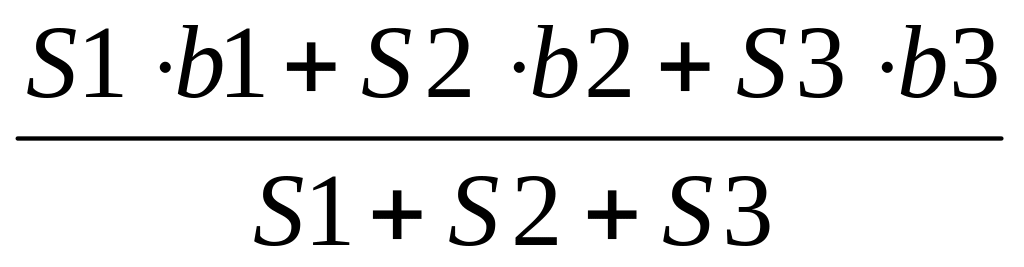 S1 ·b1 + S2 ·b2 + S3 ·b3
S1 + S2 + S3